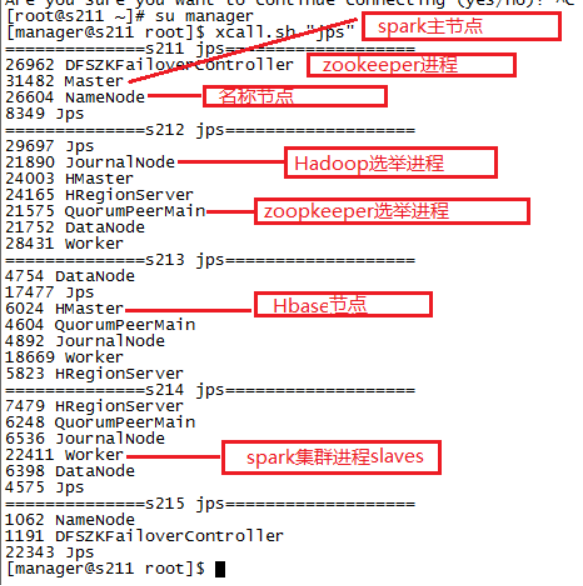 Are you sure you want to continue connecting (yes/no)? ^C
[root@s211 ~]# su manager
[manager@s211 root]$ xcall.sh "jps"
spark主节点
==============s211 jps===================
26962 DFSZKFailoverController
zookeeper进程
31482 Master
26604 NameNode
名称节点
8349 Jps
==============s212 jps===================
29697 Jps
21890 JournalNode
Hadoop选举进程
24003 HMaster
24165 HRegionServer
21575 QuorumPeerMain
zoopkeeper选举进程
21752 DataNode
28431 Worker
==============s213 jps===================
4754 DataNode
17477 Jps
6024 HMaster
Hbase节点
4604 QuorumPeerMain
4892 JournalNode
18669 Worker
5823 HRegionServer
==============s214 jps===================
7479 HRegionServer
6248 QuorumPeerMain
6536 JournalNode
22411 Worker
spark集群进程slaves
6398 DataNode
4575 Jps
==============s215 jps===================
1062 NameNode
1191 DFSZKFailoverController
22343 Jps
[manager@s211 root]$